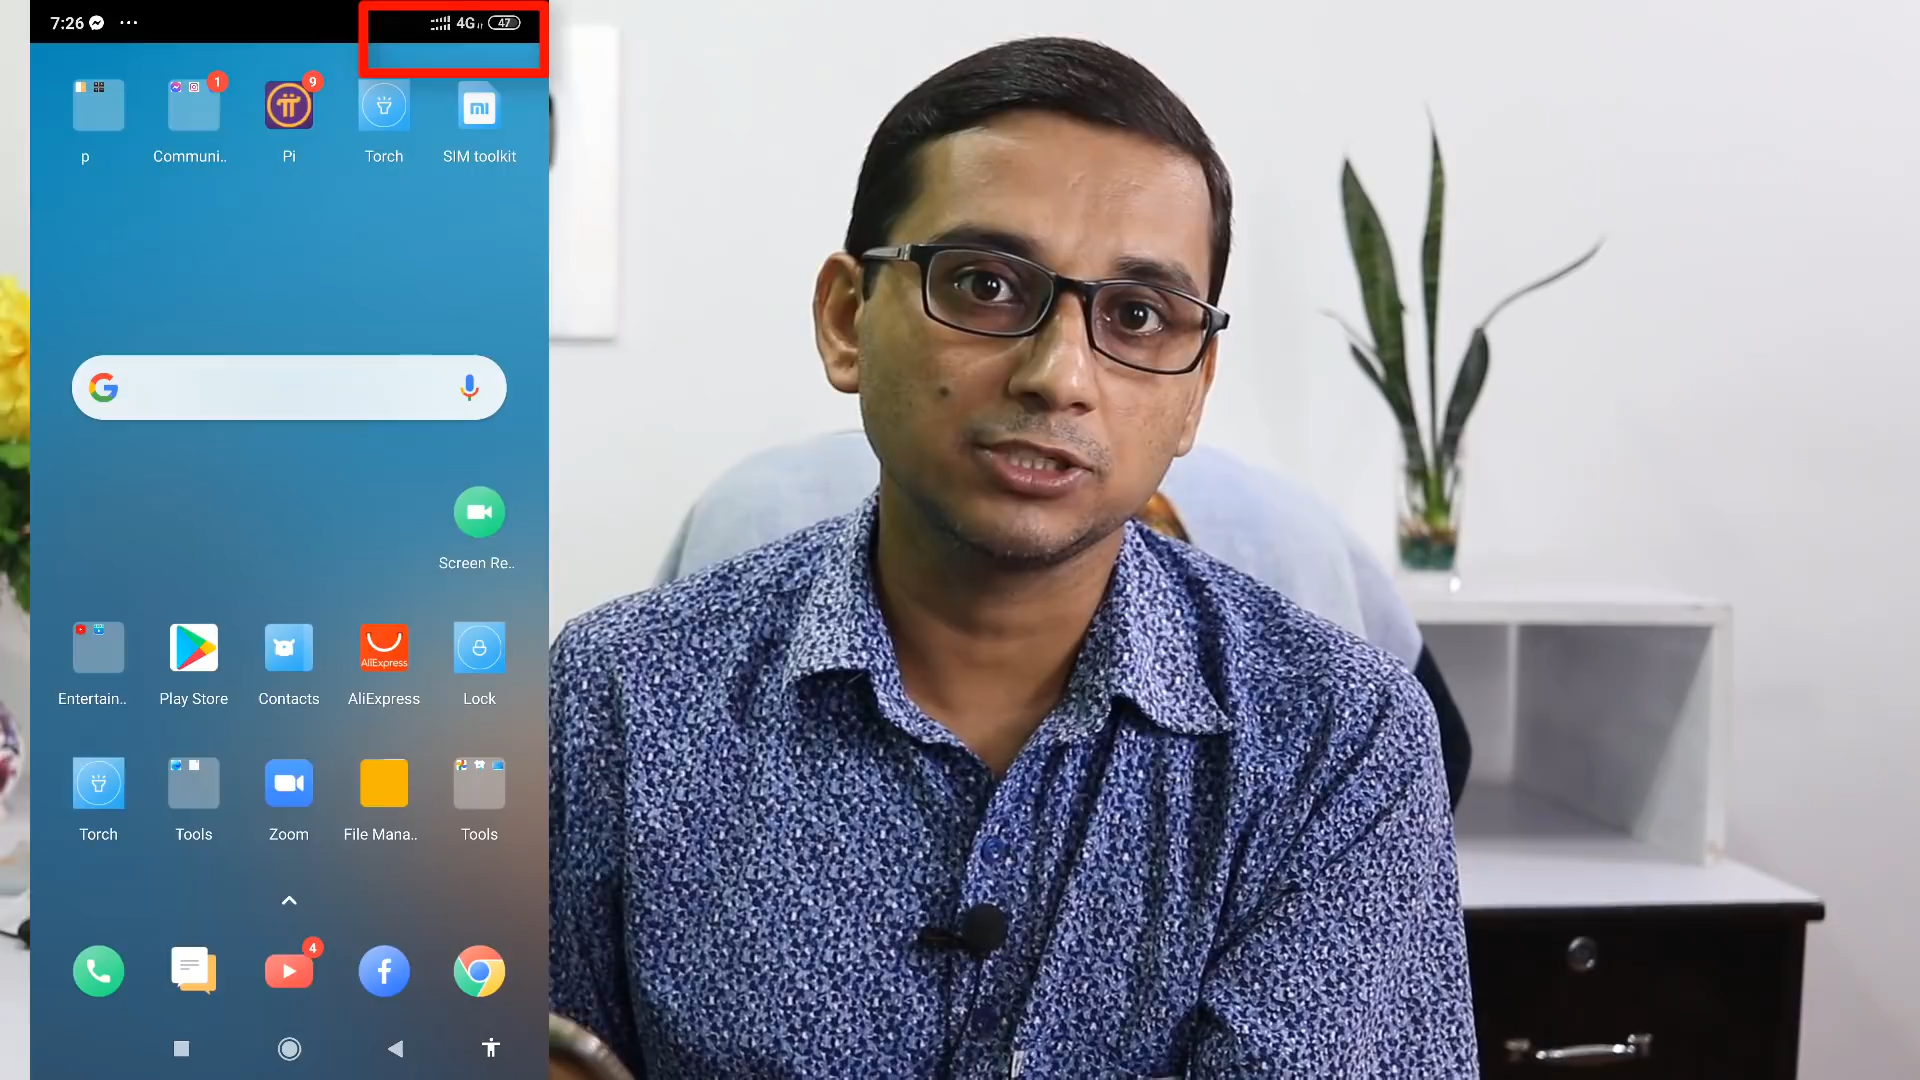 7:26 ... 4G 47
1 9
mi
p Communi.. Pi Torch SIM toolkit
Screen Re..
AliExpress
Entertain.. Play Store Contacts AliExpress Lock
Torch Tools Zoom File Mana.. Tools
4